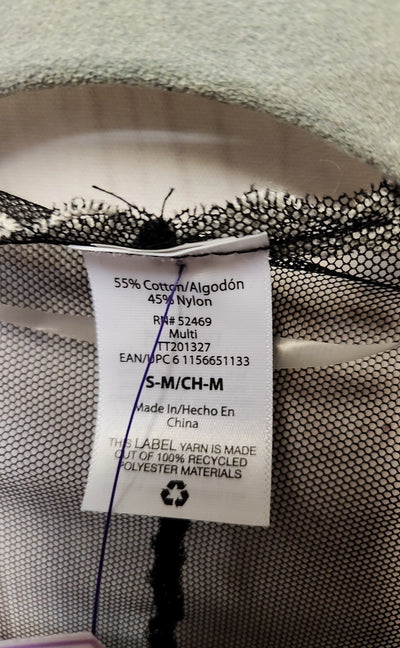 55% Cotton/Algodón
45% Nylon
RN# 52469
Multi
TT201327
EAN/UPC 6 1156651133
S-M/CH-M
Made In/Hecho En
China
THIS LABEL YARN IS MADE
OUT OF 100% RECYCLED
POLYESTER MATERIALS